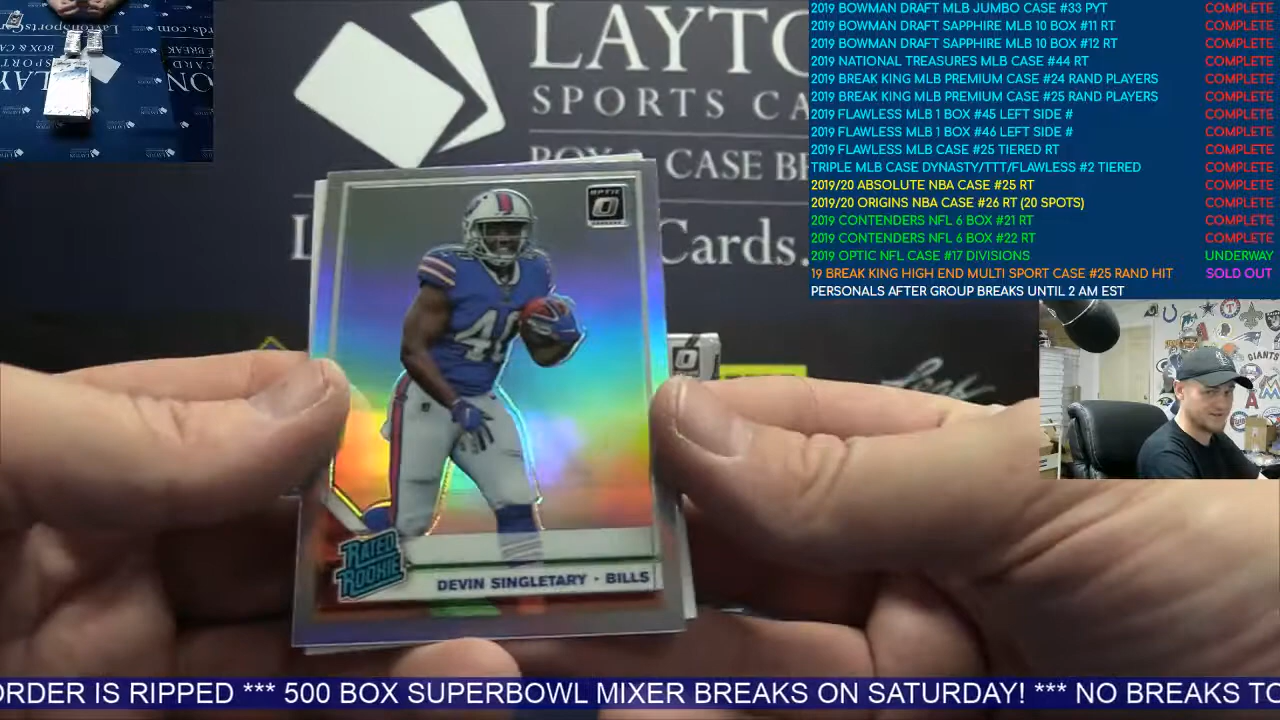 2019 BOWMAN DRAFT MLB JUMBO CASE #33 PYT COMPLETE
2019 BOWMAN DRAFT SAPPHIRE MLB 10 BOX #11 RT COMPLETE
2019 BOWMAN DRAFT SAPPHIRE MLB 10 BOX #12 RT COMPLETE
2019 NATIONAL TREASURES MLB CASE #44 RT COMPLETE
2019 BREAK KING MLB PREMIUM CASE #24 RAND PLAYERS COMPLETE
2019 BREAK KING MLB PREMIUM CASE #25 RAND PLAYERS COMPLETE
2019 FLAWLESS MLB 1 BOX #45 LEFT SIDE # COMPLETE
2019 FLAWLESS MLB 1 BOX #46 LEFT SIDE # COMPLETE
2019 FLAWLESS MLB CASE #25 TIERED RT COMPLETE
TRIPLE MLB CASE DYNASTY/TTT/FLAWLESS #2 TIERED COMPLETE
2019/20 ABSOLUTE NBA CASE #25 RT COMPLETE
2019/20 ORIGINS NBA CASE #26 RT (20 SPOTS) COMPLETE
2019 CONTENDERS NFL 6 BOX #21 RT COMPLETE
2019 CONTENDERS NFL 6 BOX #22 RT COMPLETE
2019 OPTIC NFL CASE #17 DIVISIONS UNDERWAY
19 BREAK KING HIGH END MULTI SPORT CASE #25 RAND HIT SOLD OUT
PERSONALS AFTER GROUP BREAKS UNTIL 2 AM EST
LAYTO
SPORTS CA
BOX & CASE BR
L Cards.
OPTIC
40
RATED
ROOKIE
DEVIN SINGLETARY · BILLS
Leaf
GIANTS
ORDER IS RIPPED *** 500 BOX SUPERBOWL MIXER BREAKS ON SATURDAY! *** NO BREAKS TO